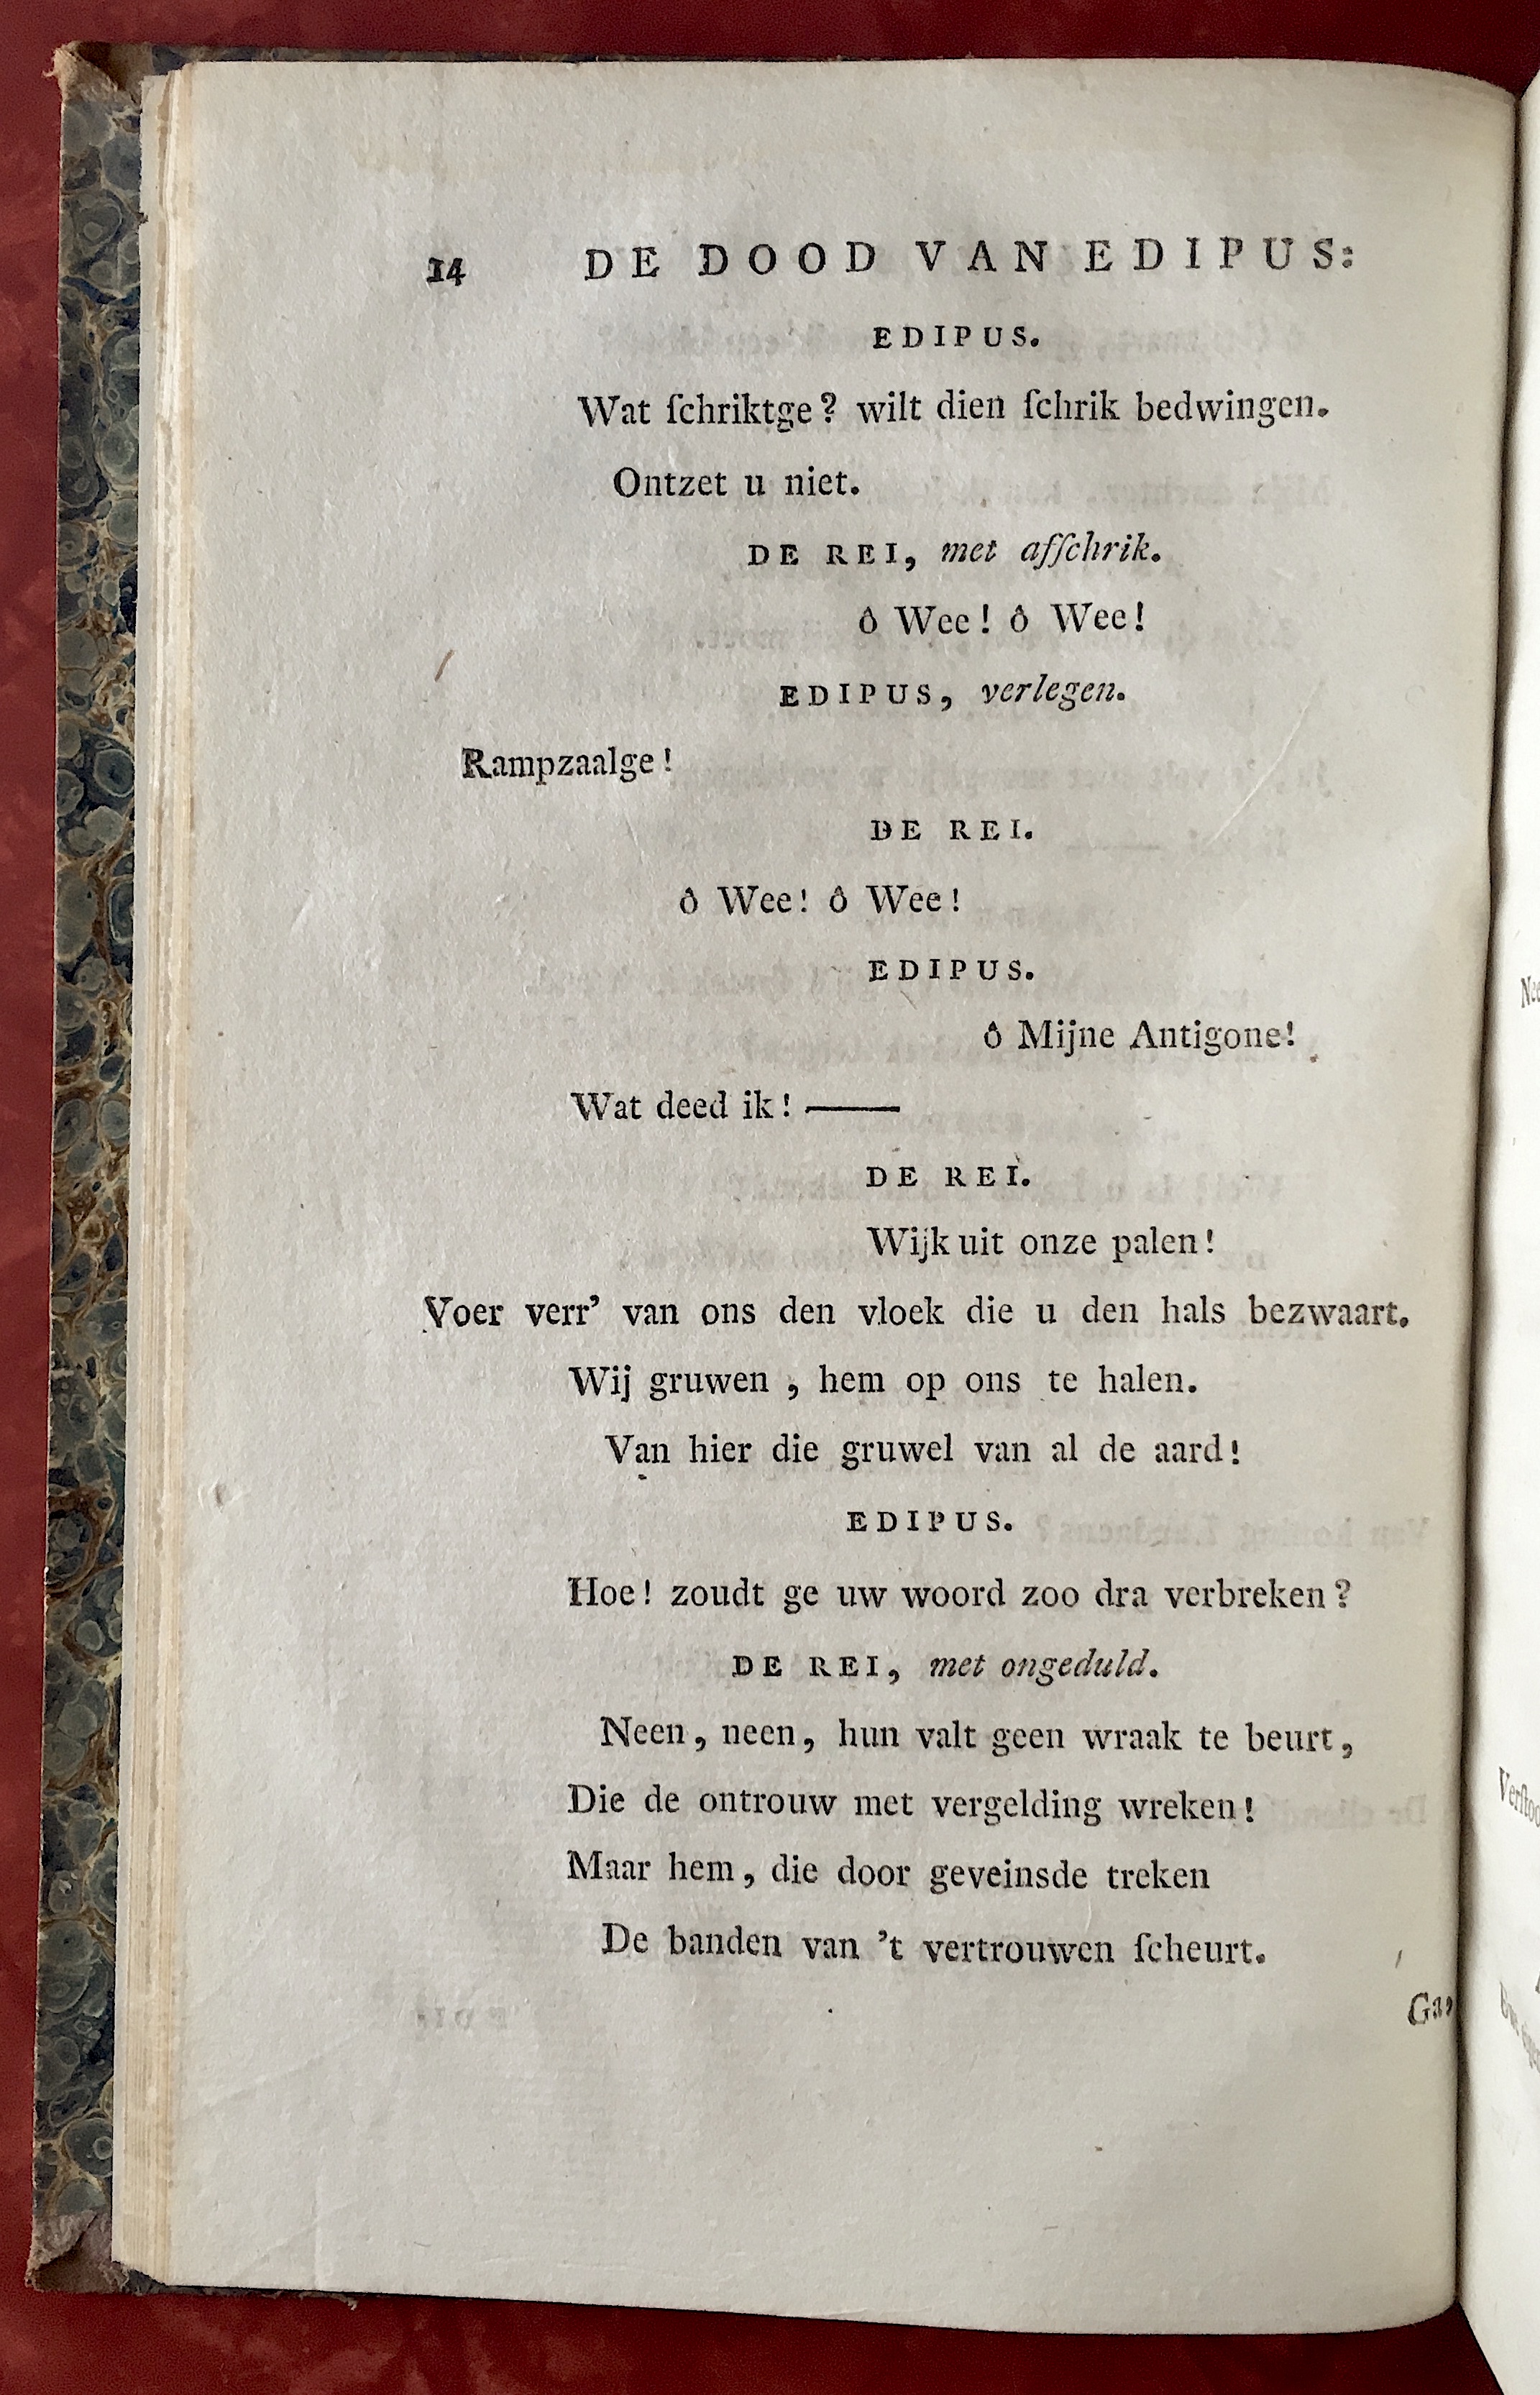 14 DE DOOD VAN EDIPUS:
EDIPUS.
Wat ſchriktge? wilt dien ſchrik bedwingen.
Ontzet u niet.
DE REI, met afſchrik.
ô Wee! ô Wee!
EDIPUS, verlegen.
Rampzaalge!
DE REI.
ô Wee! ô Wee!
EDIPUS.
ô Mijne Antigone!
Wat deed ik! ——
DE REI.
Wijk uit onze palen!
Voer verr’ van ons den vloek die u den hals bezwaart.
Wij gruwen, hem op ons te halen.
Van hier die gruwel van al de aard!
EDIPUS.
Hoe! zoudt ge uw woord zoo dra verbreken?
DE REI, met ongeduld.
Neen, neen, hun valt geen wraak te beurt,
Die de ontrouw met vergelding wreken!
Maar hem, die door geveinsde treken
De banden van ’t vertrouwen ſcheurt.